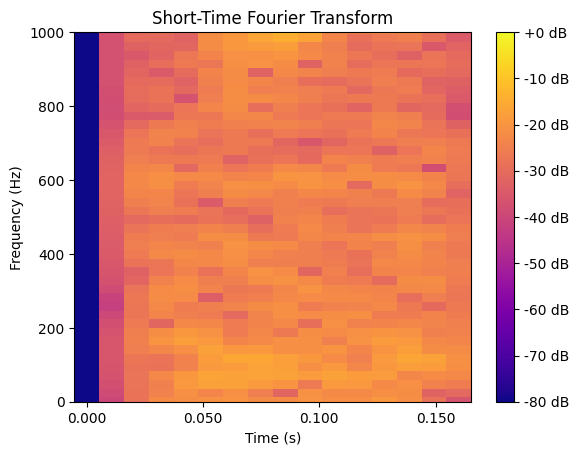 Short-Time Fourier Transform
1000
800
600
400
200
0
Frequency (Hz)
0.000
0.050
0.100
0.150
Time (s)
+0 dB
-10 dB
-20 dB
-30 dB
-40 dB
-50 dB
-60 dB
-70 dB
-80 dB